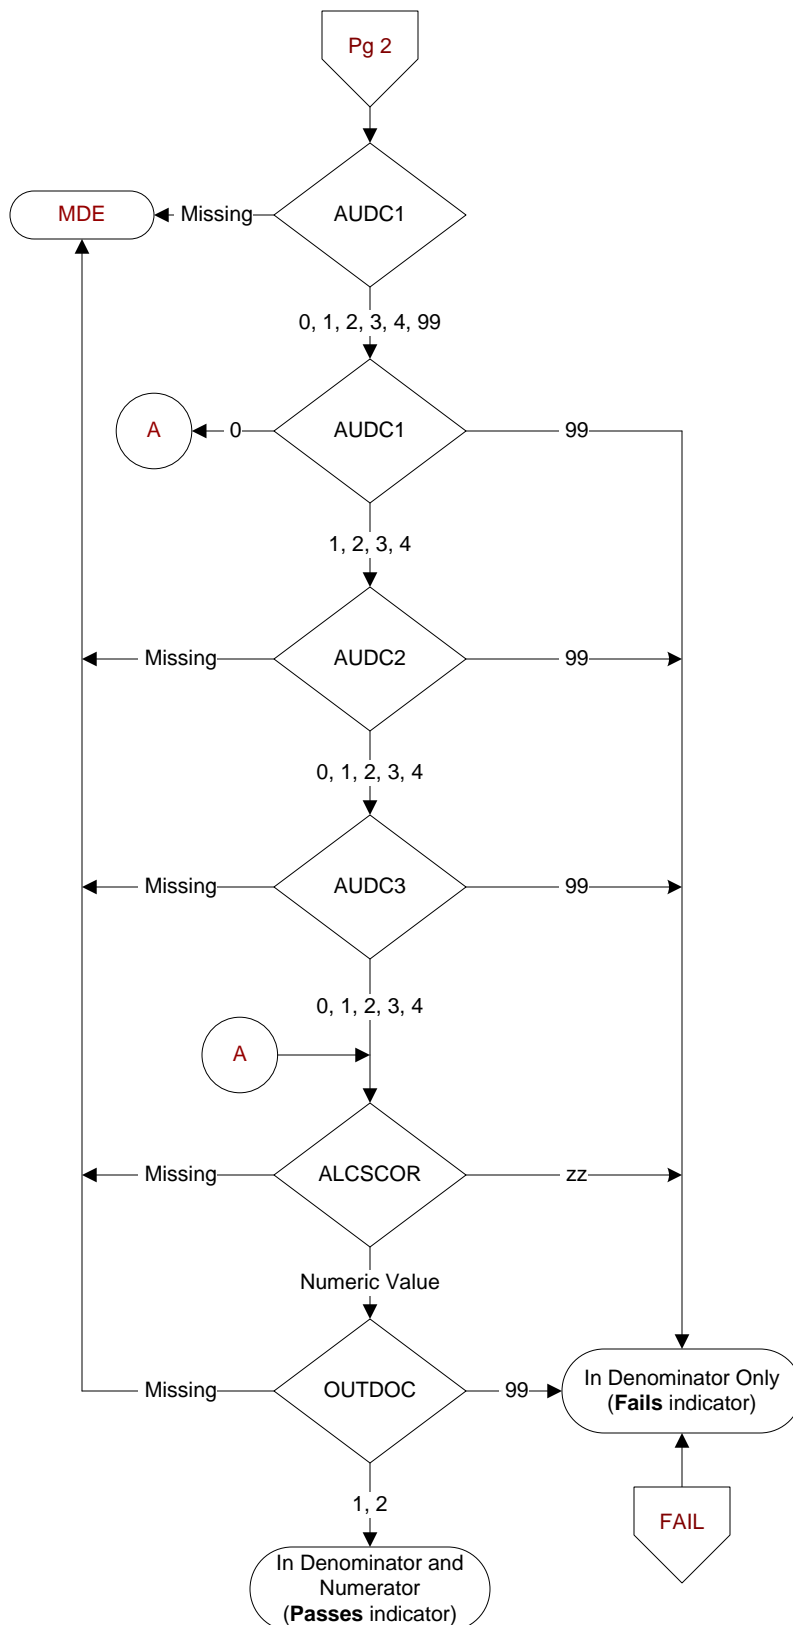 Pg 2
AUDC1
Missing
MDE
0, 1, 2, 3, 4, 99
A
0
AUDC1
99
1, 2, 3, 4
Missing
AUDC2
99
0, 1, 2, 3, 4
Missing
AUDC3
99
0, 1, 2, 3, 4
A
Missing
ALCSCOR
zz
Numeric Value
Missing
OUTDOC
99
In Denominator Only
(Fails indicator)
1, 2
FAIL
In Denominator and
Numerator
(Passes indicator)